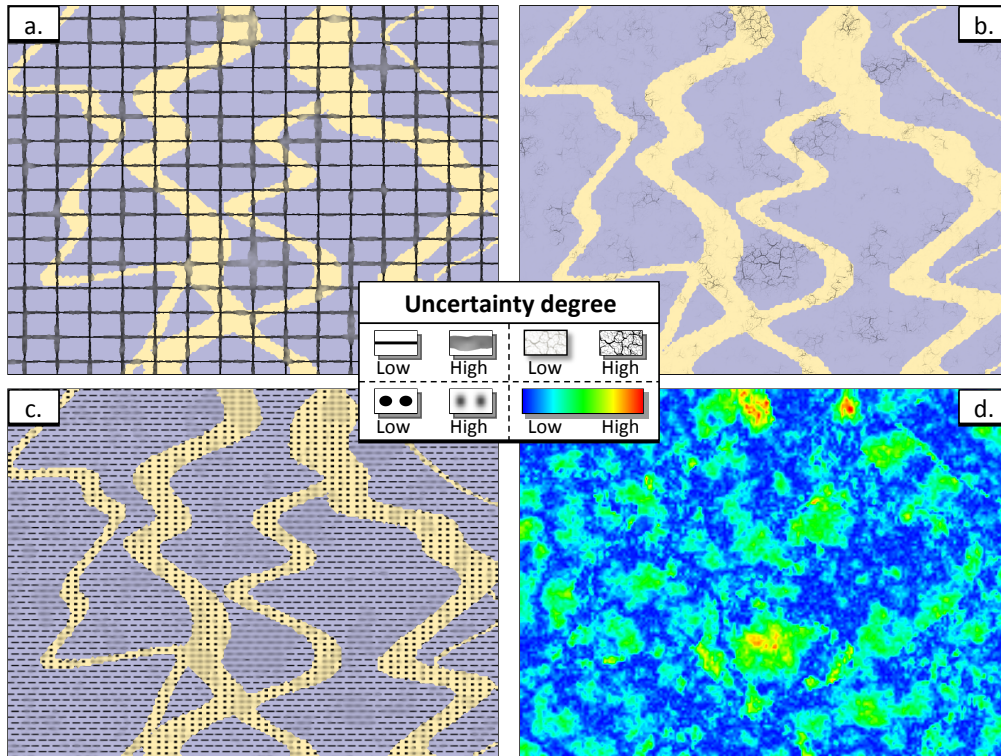 a.
b.
Uncertainty degree
Low High Low High
Low High Low High
c.
d.